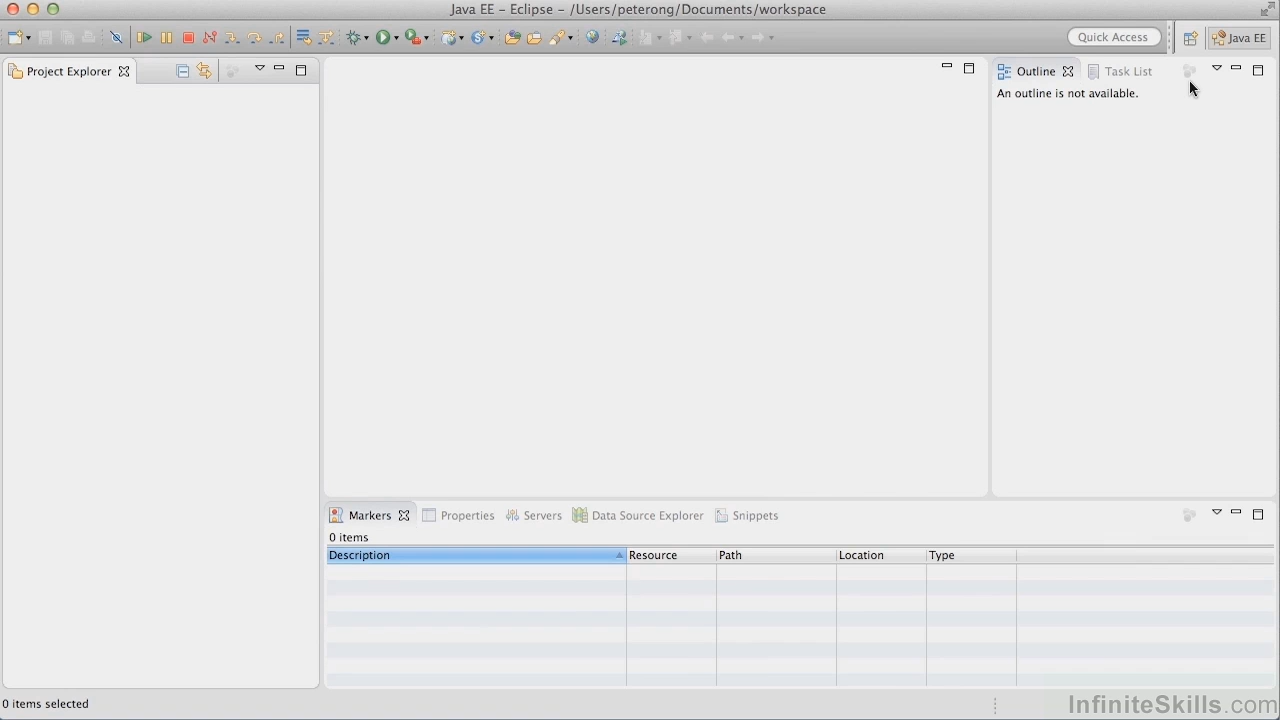 Java EE – Eclipse – /Users/peterong/Documents/workspace
Quick Access
Java EE
Project Explorer
Outline
Task List
An outline is not available.
Markers
Properties
Servers
Data Source Explorer
Snippets
0 items
Description
Resource
Path
Location
Type
0 items selected
InfiniteSkills.com